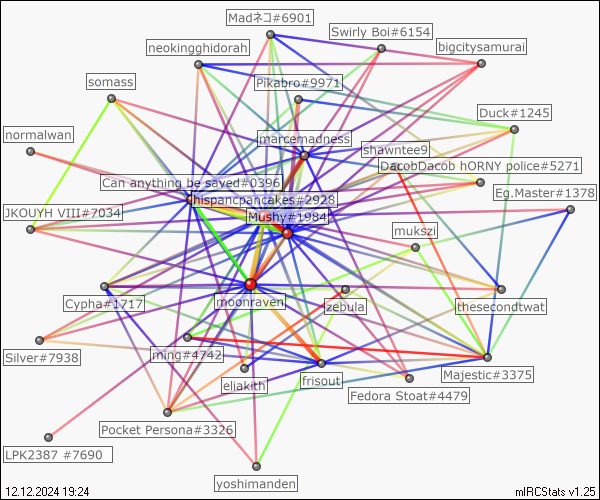 Madネコ#6901
Swirly Boi#6154
neokingghidorah
bigcitysamurai
somass
Pikabro#9971
Duck#1245
normalwan
marcemadness
shawntee9
DacobDacob hORNY police#5271
Can anything be saved#0396
Eg.Master#1378
hispancpancakes#2928
JKOUYH VIII#7034
Mushy#1984
mukszi
Cypha#1717
moonraven
zebula
thesecondtwat
Silver#7938
ming#4742
eliakith
frisout
Majestic#3375
Fedora Stoat#4479
Pocket Persona#3326
LPK2387 #7690
yoshimanden
12.12.2024 19:24
mIRCStats v1.25